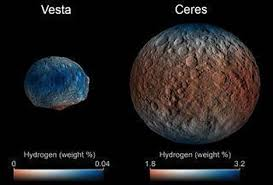 Vesta
Ceres
Hydrogen (weight %)
0
0.04
Hydrogen (weight %)
1.8
3.2